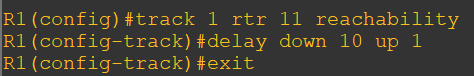 R1(config)#track 1 rtr 11 reachability
R1(config-track)#delay down 10 up 1
R1(config-track)#exit